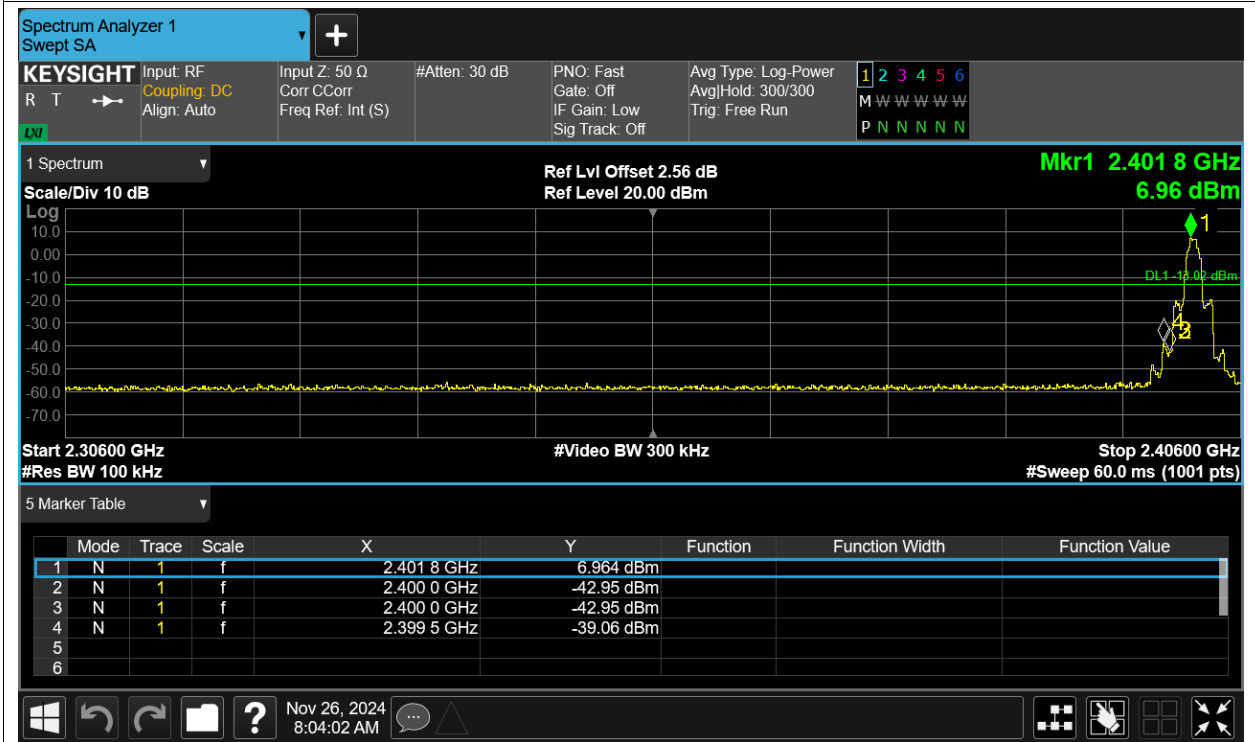 Spectrum Analyzer 1
Swept SA
+
KEYSIGHT Input: RF Input Z: 50 Ω #Atten: 30 dB PNO: Fast Avg Type: Log-Power 1 2 3 4 5 6
R T Coupling: DC Corr CCorr Gate: Off Avg|Hold: 300/300 M W W W W W W
Align: Auto Freq Ref: Int (S) IF Gain: Low Trig: Free Run
LXI Sig Track: Off P N N N N N N
1 Spectrum Ref Lvl Offset 2.56 dB Mkr1 2.401 8 GHz
Scale/Div 10 dB Ref Level 20.00 dBm 6.96 dBm
Log
1
10.0
0.00
-10.0 DL1 -13.02 dBm
-20.0
-30.0
4
-40.0
-50.0
-60.0
-70.0
Start 2.30600 GHz #Video BW 300 kHz Stop 2.40600 GHz
#Res BW 100 kHz #Sweep 60.0 ms (1001 pts)
5 Marker Table
Mode Trace Scale X Y Function Function Width Function Value
1 N 1 f 2.401 8 GHz 6.964 dBm
2 N 1 f 2.400 0 GHz -42.95 dBm
3 N 1 f 2.400 0 GHz -42.95 dBm
4 N 1 f 2.399 5 GHz -39.06 dBm
5
6
? Nov 26, 2024
8:04:02 AM